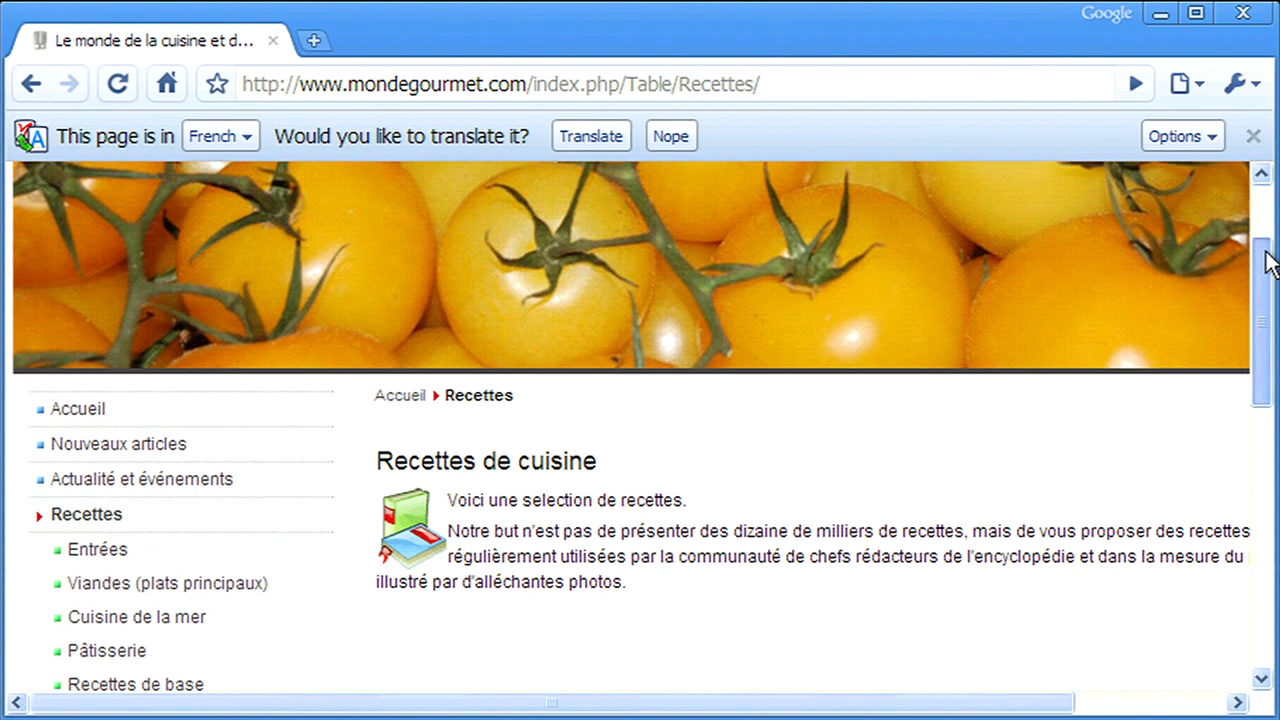 Google
Le monde de la cuisine et d...
http://www.mondegourmet.com/index.php/Table/Recettes/
This page is in French Would you like to translate it? Translate Nope Options
Accueil Recettes
Accueil
Nouveaux articles
Actualité et événements
Recettes
Entrées
Viandes (plats principaux)
Cuisine de la mer
Pâtisserie
Recettes de base
Recettes de cuisine
Voici une selection de recettes.
Notre but n'est pas de présenter des dizaine de milliers de recettes, mais de vous proposer des recettes
régulièrement utilisées par la communauté de chefs rédacteurs de l'encyclopédie et dans la mesure du
illustré par d'alléchantes photos.